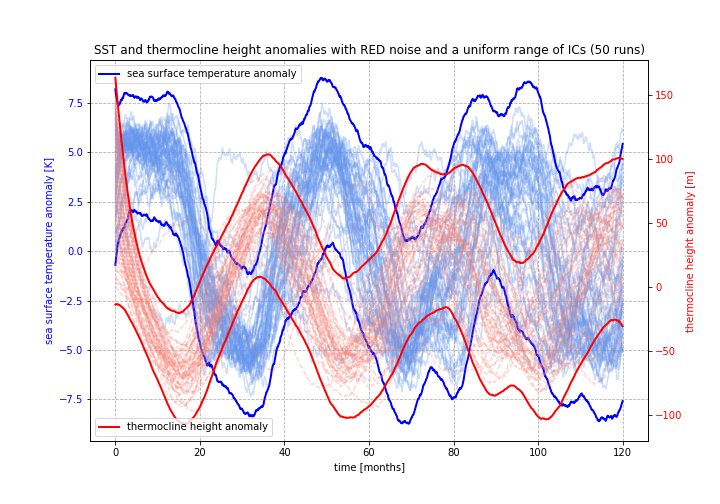 SST and thermocline height anomalies with RED noise and a uniform range of ICs (50 runs)
sea surface temperature anomaly
thermocline height anomaly
sea surface temperature anomaly [K]
7.5
5.0
2.5
0.0
−2.5
−5.0
−7.5
thermocline height anomaly [m]
150
100
50
0
−50
−100
0 20 40 60 80 100 120
time [months]